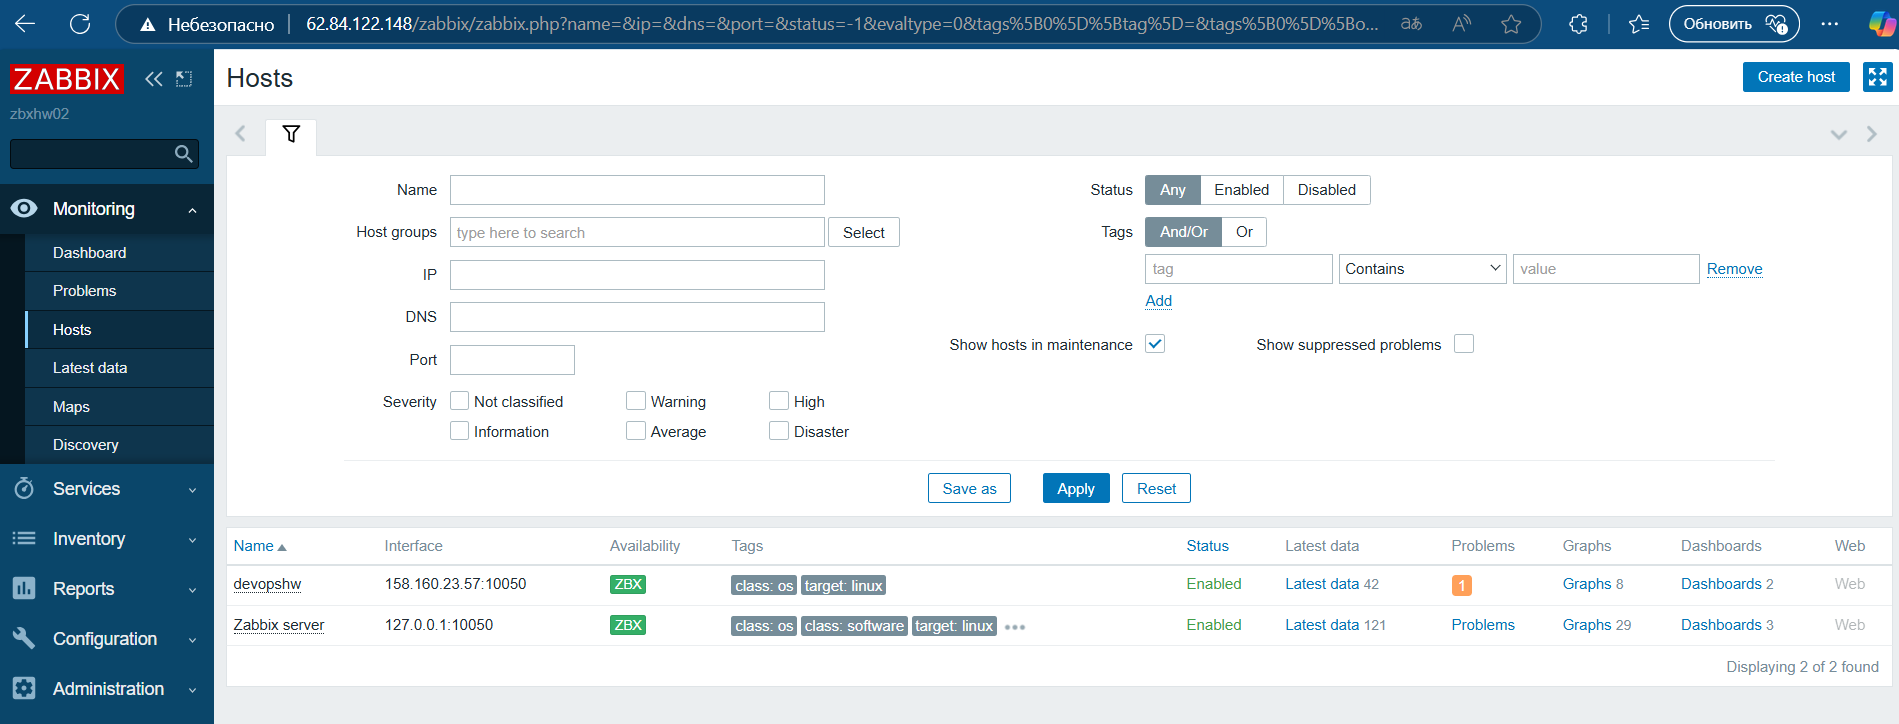 Небезопасно 62.84.122.148/zabbix/zabbix.php?name=&ip=&dns=&port=&status=-1&evaltype=0&tags%5B0%5D%5Btag%5D=&tags%5B0%5D%5Bo... Обновить
ZABBIX
zbxhw02
Monitoring
Dashboard
Problems
Hosts
Latest data
Maps
Discovery
Services
Inventory
Reports
Configuration
Administration
Hosts
Create host
Name
Host groups type here to search Select
IP
DNS
Port
Severity Not classified Warning High
Information Average Disaster
Status Any Enabled Disabled
Tags And/Or Or
tag Contains value Remove
Add
Show hosts in maintenance Show suppressed problems
Save as Apply Reset
Name Interface Availability Tags Status Latest data Problems Graphs Dashboards Web
devopshw 158.160.23.57:10050 ZBX class: os target: linux Enabled Latest data 42 1 Graphs 8 Dashboards 2 Web
Zabbix server 127.0.0.1:10050 ZBX class: os class: software target: linux Enabled Latest data 121 Problems Graphs 29 Dashboards 3 Web
Displaying 2 of 2 found